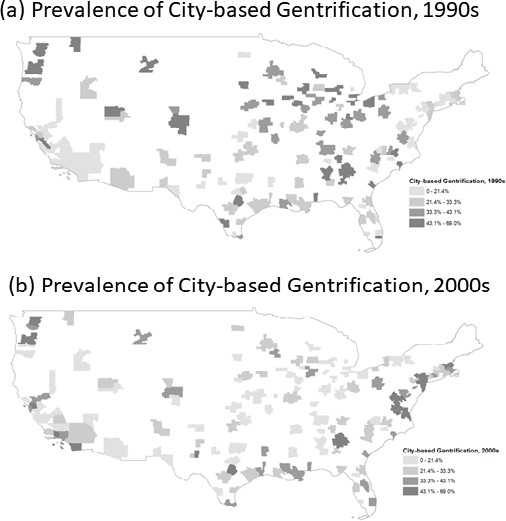 (a) Prevalence of City-based Gentrification, 1990s
City-based Gentrification, 1990s
0 - 21.4%
21.4% - 33.3%
33.3% - 43.1%
43.1% - 69.0%
(b) Prevalence of City-based Gentrification, 2000s
City-based Gentrification, 2000s
0 - 21.4%
21.4% - 33.3%
33.3% - 43.1%
43.1% - 69.0%